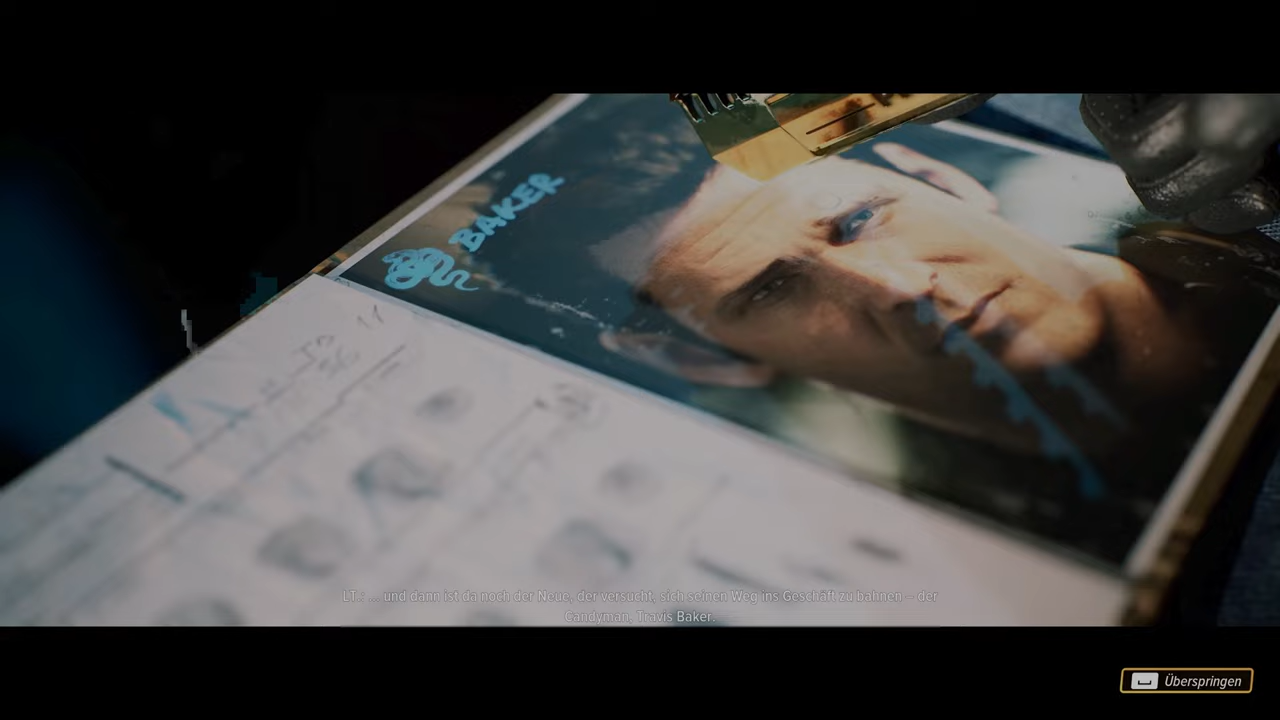 BAKER
LT.: ... und dann ist da noch der Neue, der versucht, sich seinen Weg ins Geschäft zu bahnen – der
Candyman, Travis Baker.
Überspringen